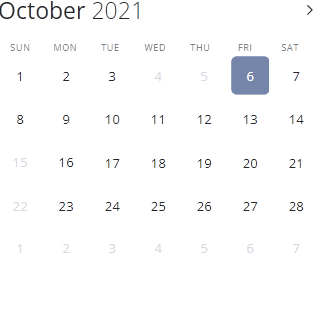 October 2021
SUN MON TUE WED THU FRI SAT
1 2 3 4 5 6 7
8 9 10 11 12 13 14
15 16 17 18 19 20 21
22 23 24 25 26 27 28
1 2 3 4 5 6 7